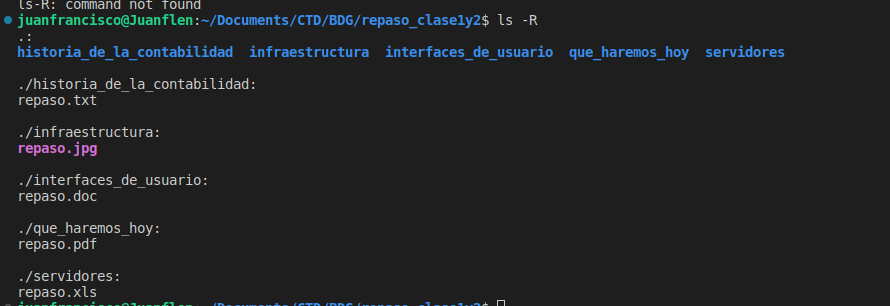 ls-R: command not found
juanfrancisco@Juanflen:~/Documents/CTD/BDG/repaso_clase1y2$ ls -R
.:
historia_de_la_contabilidad  infraestructura  interfaces_de_usuario  que_haremos_hoy  servidores

./historia_de_la_contabilidad:
repaso.txt

./infraestructura:
repaso.jpg

./interfaces_de_usuario:
repaso.doc

./que_haremos_hoy:
repaso.pdf

./servidores:
repaso.xls
juanfrancisco@Juanflen:~/Documents/CTD/BDG/repaso_clase1y2$